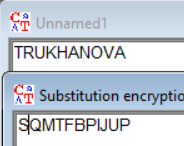 Unnamed1
TRUKHANOVA
Substitution encryptio
SQMTFBPIJUP